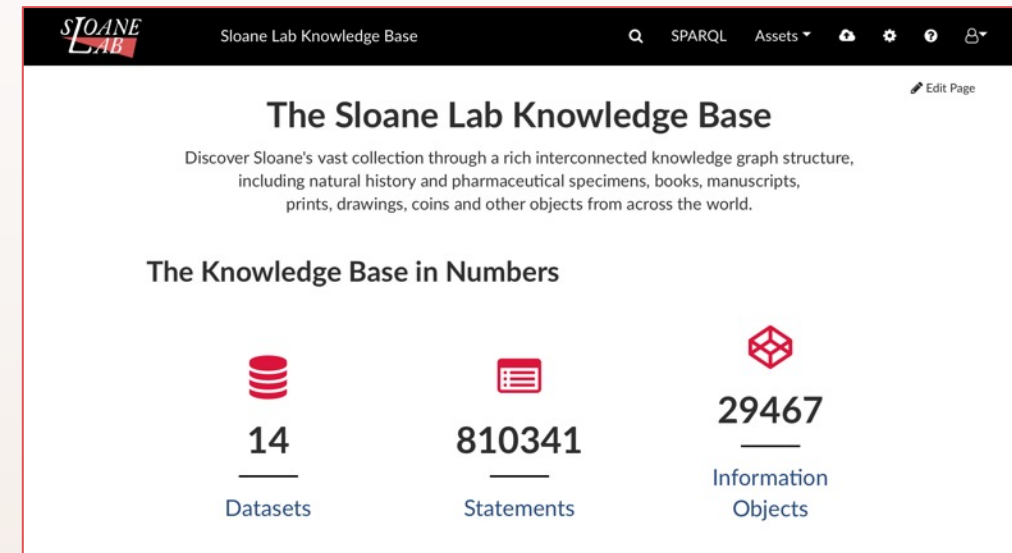 SLOANE
LAB
Sloane Lab Knowledge Base
SPARQL
Assets
Edit Page
The Sloane Lab Knowledge Base
Discover Sloane's vast collection through a rich interconnected knowledge graph structure,
including natural history and pharmaceutical specimens, books, manuscripts,
prints, drawings, coins and other objects from across the world.
The Knowledge Base in Numbers
14
Datasets
810341
Statements
29467
Information
Objects